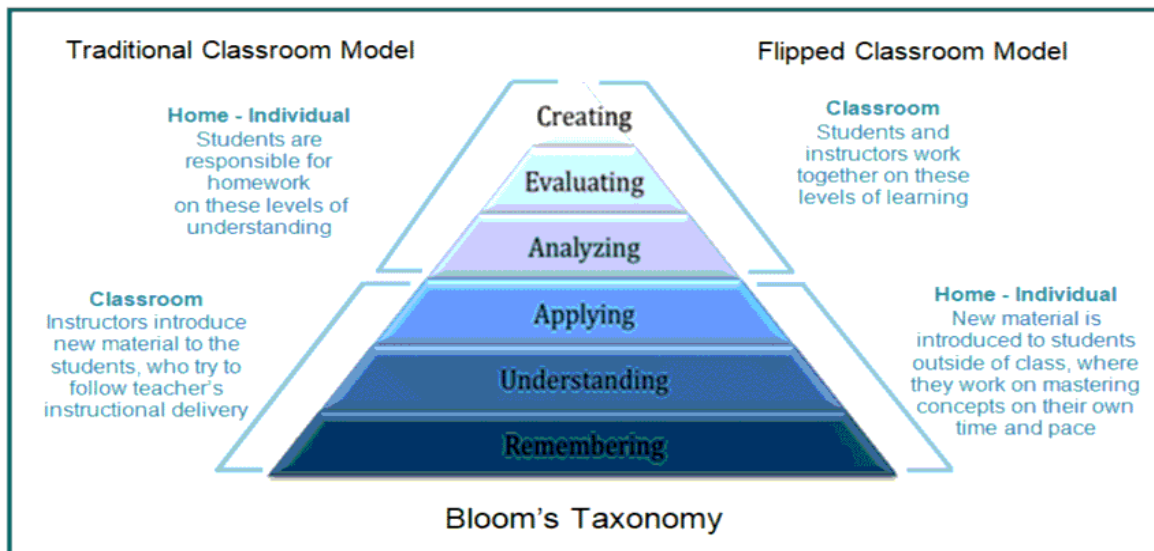 Traditional Classroom Model
Flipped Classroom Model
Home - Individual
Students are
responsible for
homework
on these levels of
understanding
Classroom
Instructors introduce
new material to the
students, who try to
follow teacher's
instructional delivery
Creating
Evaluating
Analyzing
Applying
Understanding
Remembering
Classroom
Students and
instructors work
together on these
levels of learning
Home - Individual
New material is
introduced to students
outside of class, where
they work on mastering
concepts on their own
time and pace
Bloom's Taxonomy